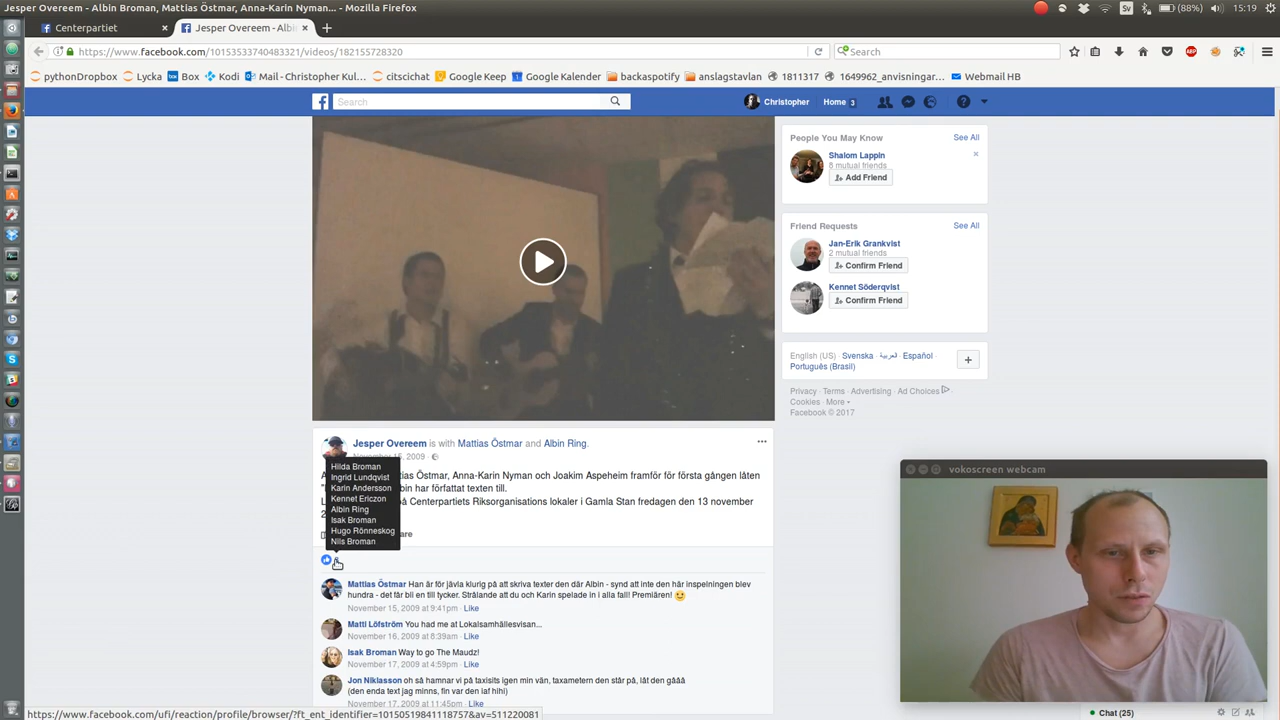 Jesper Overeem - Albin Broman, Mattias Östmar, Anna-Karin Nyman... - Mozilla Firefox
Sv
(88%)
15:19
Centerpartiet
Jesper Overeem - Albi
https://www.facebook.com/1015353740483321/videos/182155728320
Search
pythonDropbox
Lycka
Box
Kodi
Mail - Christopher Kul...
citscichat
Google Keep
Google Kalender
backaspotify
anslagstavlan
1811317
1649962_anvisningar...
Webmail HB
Search
Christopher
Home 3
People You May Know
See All
Shalom Lappin
8 mutual friends
Add Friend
Friend Requests
See All
Jan-Erik Grankvist
2 mutual friends
Confirm Friend
Kennet Söderqvist
Confirm Friend
English (US) · Svenska · العربية · Español ·
Português (Brasil)
Privacy · Terms · Advertising · Ad Choices ·
Cookies · More
Facebook © 2017
Jesper Overeem is with Mattias Östmar and Albin Ring.
2009
Östmar, Anna-Karin Nyman och Joakim Aspeheim framför för första gången låten
bin har författat texten till.
på Centerpartiets Riksorganisations lokaler i Gamla Stan fredagen den 13 november
are
Hilda Broman
Ingrid Lundqvist
Karin Andersson
Kennet Ericzon
Albin Ring
Isak Broman
Hugo Rönneskog
Nils Broman
Mattias Östmar Han är för jävla klurig på att skriva texter den där Albin - synd att inte den här inspelningen blev
hundra - det får bli en till tycker. Strålande att du och Karin spelade in i alla fall! Premiären!
November 15, 2009 at 9:41pm · Like
Matti Löfström You had me at Lokalsamhällesvisan...
November 16, 2009 at 8:39am · Like
Isak Broman Way to go The Maudz!
November 17, 2009 at 4:59pm · Like
Jon Niklasson oh så hamnar vi på taxisits igen min vän, taxametern den står på, låt den gååå
(den enda text jag minns, fin var den iaf hihi)
November 17, 2009 at 11:45pm · Like
https://www.facebook.com/ufi/reaction/profile/browser/?ft_ent_identifier=10150519841118757&av=511220081
vokoscreen webcam
Chat (25)